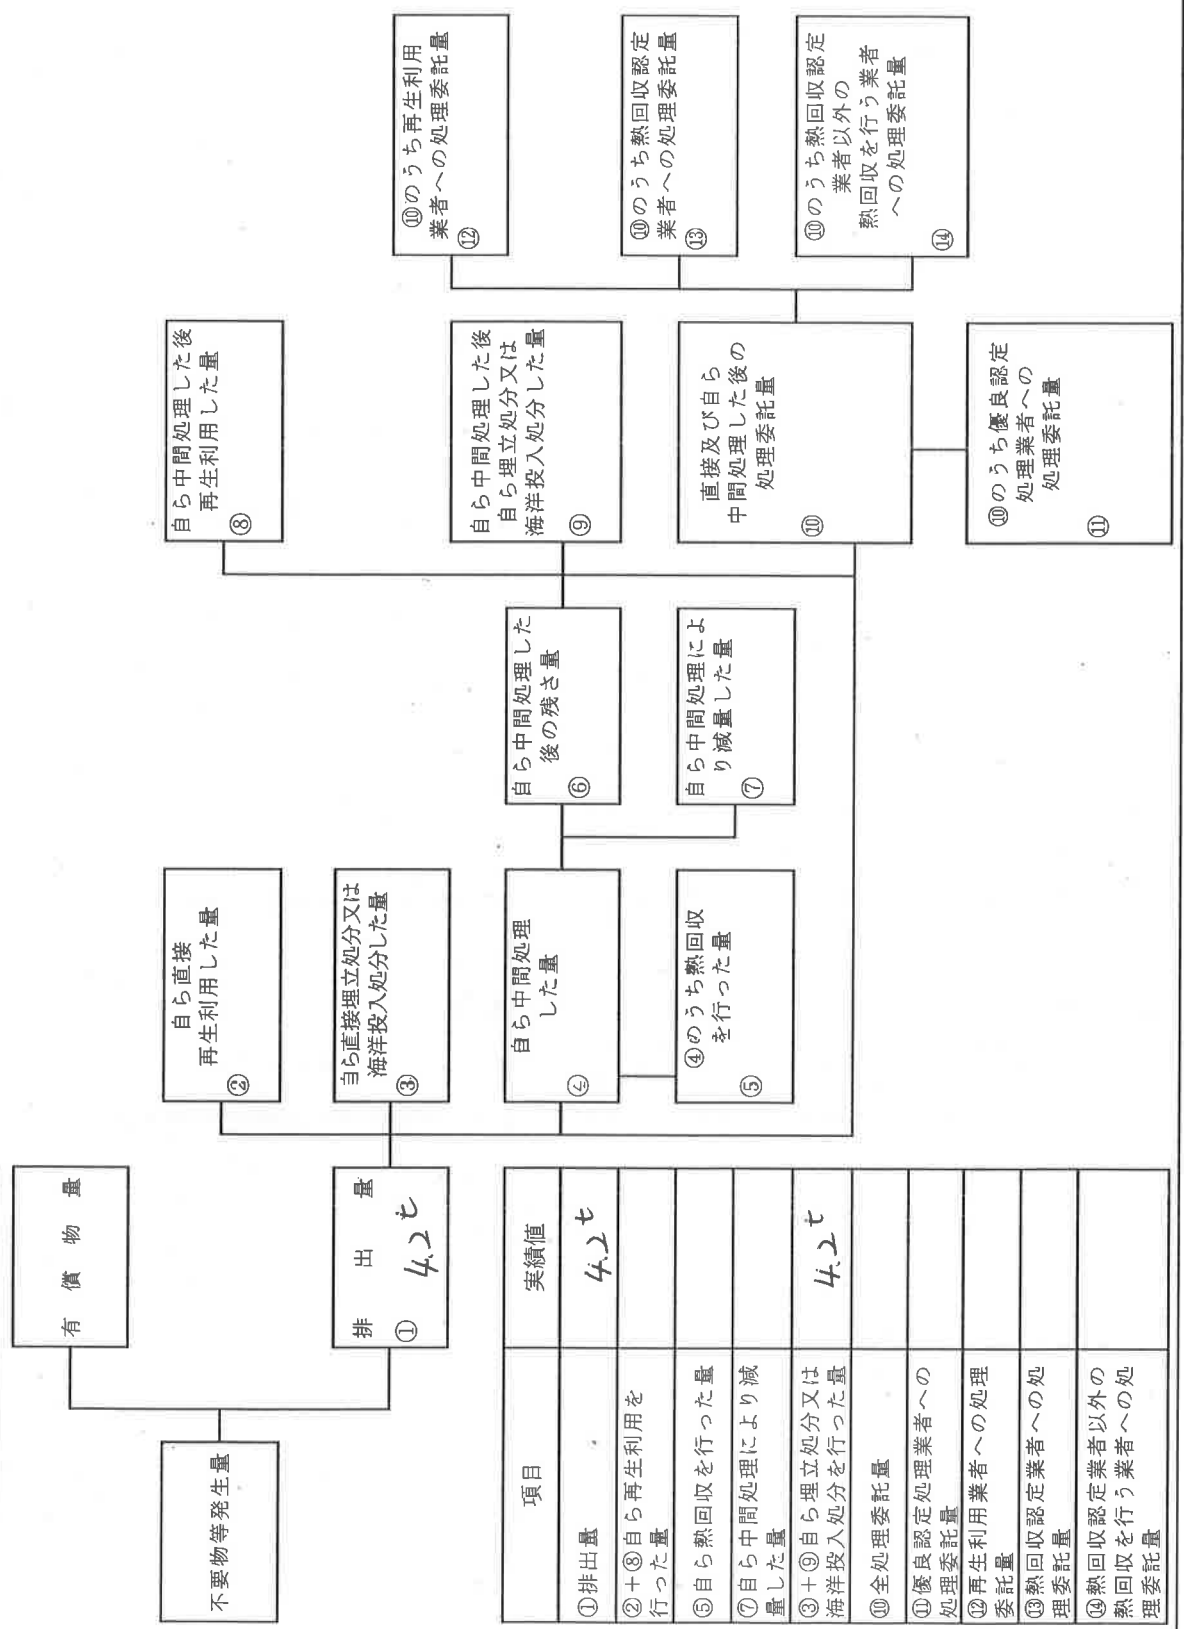 不要物等発生量
有償物量
排出量
①
4.2t
自ら直接
再生利用した量
②
自ら直接埋立処分又は
海洋投入処分した量
③
自ら中間処理
した量
④
④のうち熱回収
を行った量
⑤
自ら中間処理した
後の残さ量
⑥
自ら中間処理によ
り減量した量
⑦
自ら中間処理した後
再生利用した量
⑧
自ら中間処理した後
自ら埋立処分又は
海洋投入処分した量
⑨
直接及び自ら
中間処理した後の
処理委託量
⑩
⑩のうち優良認定
処理業者への
処理委託量
⑪
⑩のうち再生利用
業者への処理委託量
⑫
⑩のうち熱回収認定
業者への処理委託量
⑬
⑩のうち熱回収認定
業者以外の
熱回収を行う業者
への処理委託量
⑭
項目 実績値
①排出量 4.2t
②+⑧自ら再生利用を
行った量
⑤自ら熱回収を行った量
⑦自ら中間処理により減
量した量
③+⑨自ら埋立処分又は
海洋投入処分を行った量 4.2t
⑩全処理委託量
⑪優良認定処理業者への
処理委託量
⑫再生利用業者への処理
委託量
⑬熱回収認定業者への処
理委託量
⑭熱回収認定業者以外の
熱回収を行う業者への処
理委託量